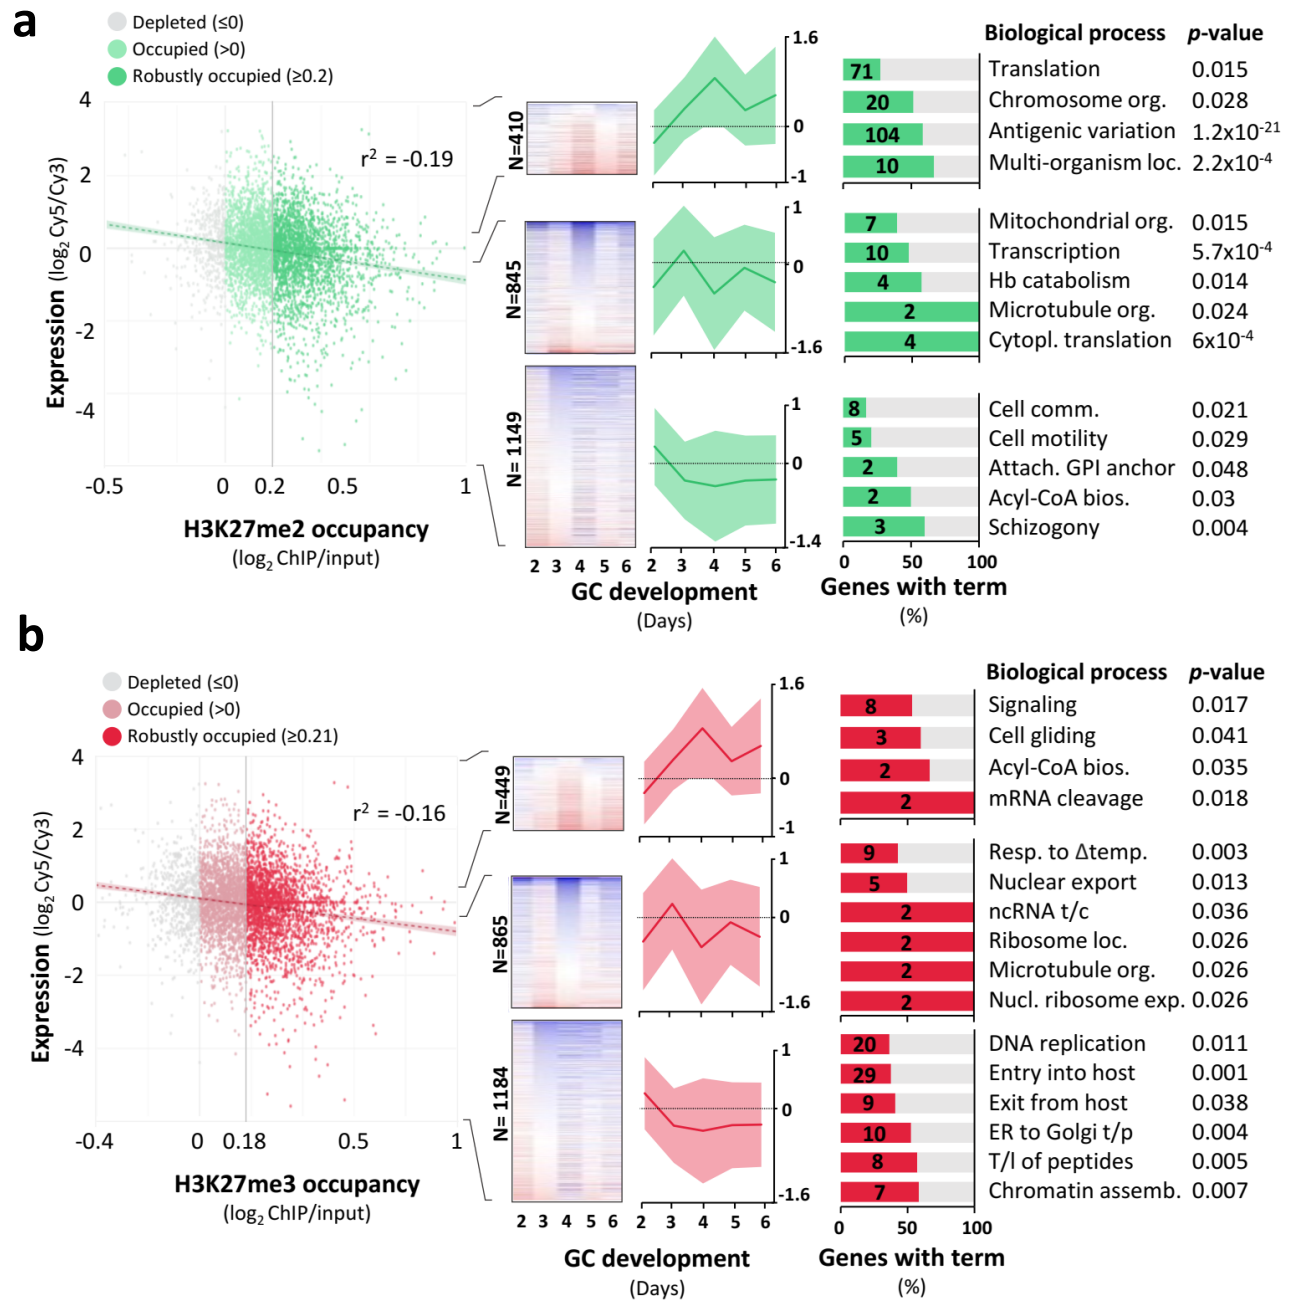 a
Depleted (≤0)
Occupied (>0)
Robustly occupied (≥0.2)
r² = -0.19
4
2
0
-2
-4
Expression (log₂ Cy5/Cy3)
-0.5 0 0.2 0.5 1
H3K27me2 occupancy
(log₂ ChIP/input)
N=410
N=845
N= 1149
2 3 4 5 6
1.6
0
-1
1
0
-1.6
1
0
-1.4
2 3 4 5 6
GC development
(Days)
Biological process p-value
71 Translation 0.015
20 Chromosome org. 0.028
104 Antigenic variation 1.2x10⁻²¹
10 Multi-organism loc. 2.2x10⁻⁴
7 Mitochondrial org. 0.015
10 Transcription 5.7x10⁻⁴
4 Hb catabolism 0.014
2 Microtubule org. 0.024
4 Cytopl. translation 6x10⁻⁴
8 Cell comm. 0.021
5 Cell motility 0.029
2 Attach. GPI anchor 0.048
2 Acyl-CoA bios. 0.03
3 Schizogony 0.004
0 50 100
Genes with term
(%)
b
Depleted (≤0)
Occupied (>0)
Robustly occupied (≥0.21)
r² = -0.16
4
2
0
-2
-4
Expression (log₂ Cy5/Cy3)
-0.4 0 0.18 0.5 1
H3K27me3 occupancy
(log₂ ChIP/input)
N=449
N=865
N= 1184
2 3 4 5 6
1.6
0
-1
1
0
-1.6
1
0
-1.6
2 3 4 5 6
GC development
(Days)
Biological process p-value
8 Signaling 0.017
3 Cell gliding 0.041
2 Acyl-CoA bios. 0.035
2 mRNA cleavage 0.018
9 Resp. to Δtemp. 0.003
5 Nuclear export 0.013
2 ncRNA t/c 0.036
2 Ribosome loc. 0.026
2 Microtubule org. 0.026
2 Nucl. ribosome exp. 0.026
20 DNA replication 0.011
29 Entry into host 0.001
9 Exit from host 0.038
10 ER to Golgi t/p 0.004
8 T/l of peptides 0.005
7 Chromatin assemb. 0.007
0 50 100
Genes with term
(%)